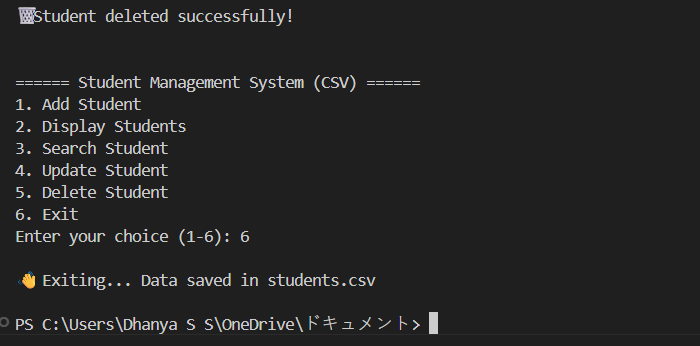 🗑️Student deleted successfully!
====== Student Management System (CSV) ======
1. Add Student
2. Display Students
3. Search Student
4. Update Student
5. Delete Student
6. Exit
Enter your choice (1-6): 6
👋 Exiting... Data saved in students.csv
PS C:\Users\Dhanya S S\OneDrive\ドキュメント>